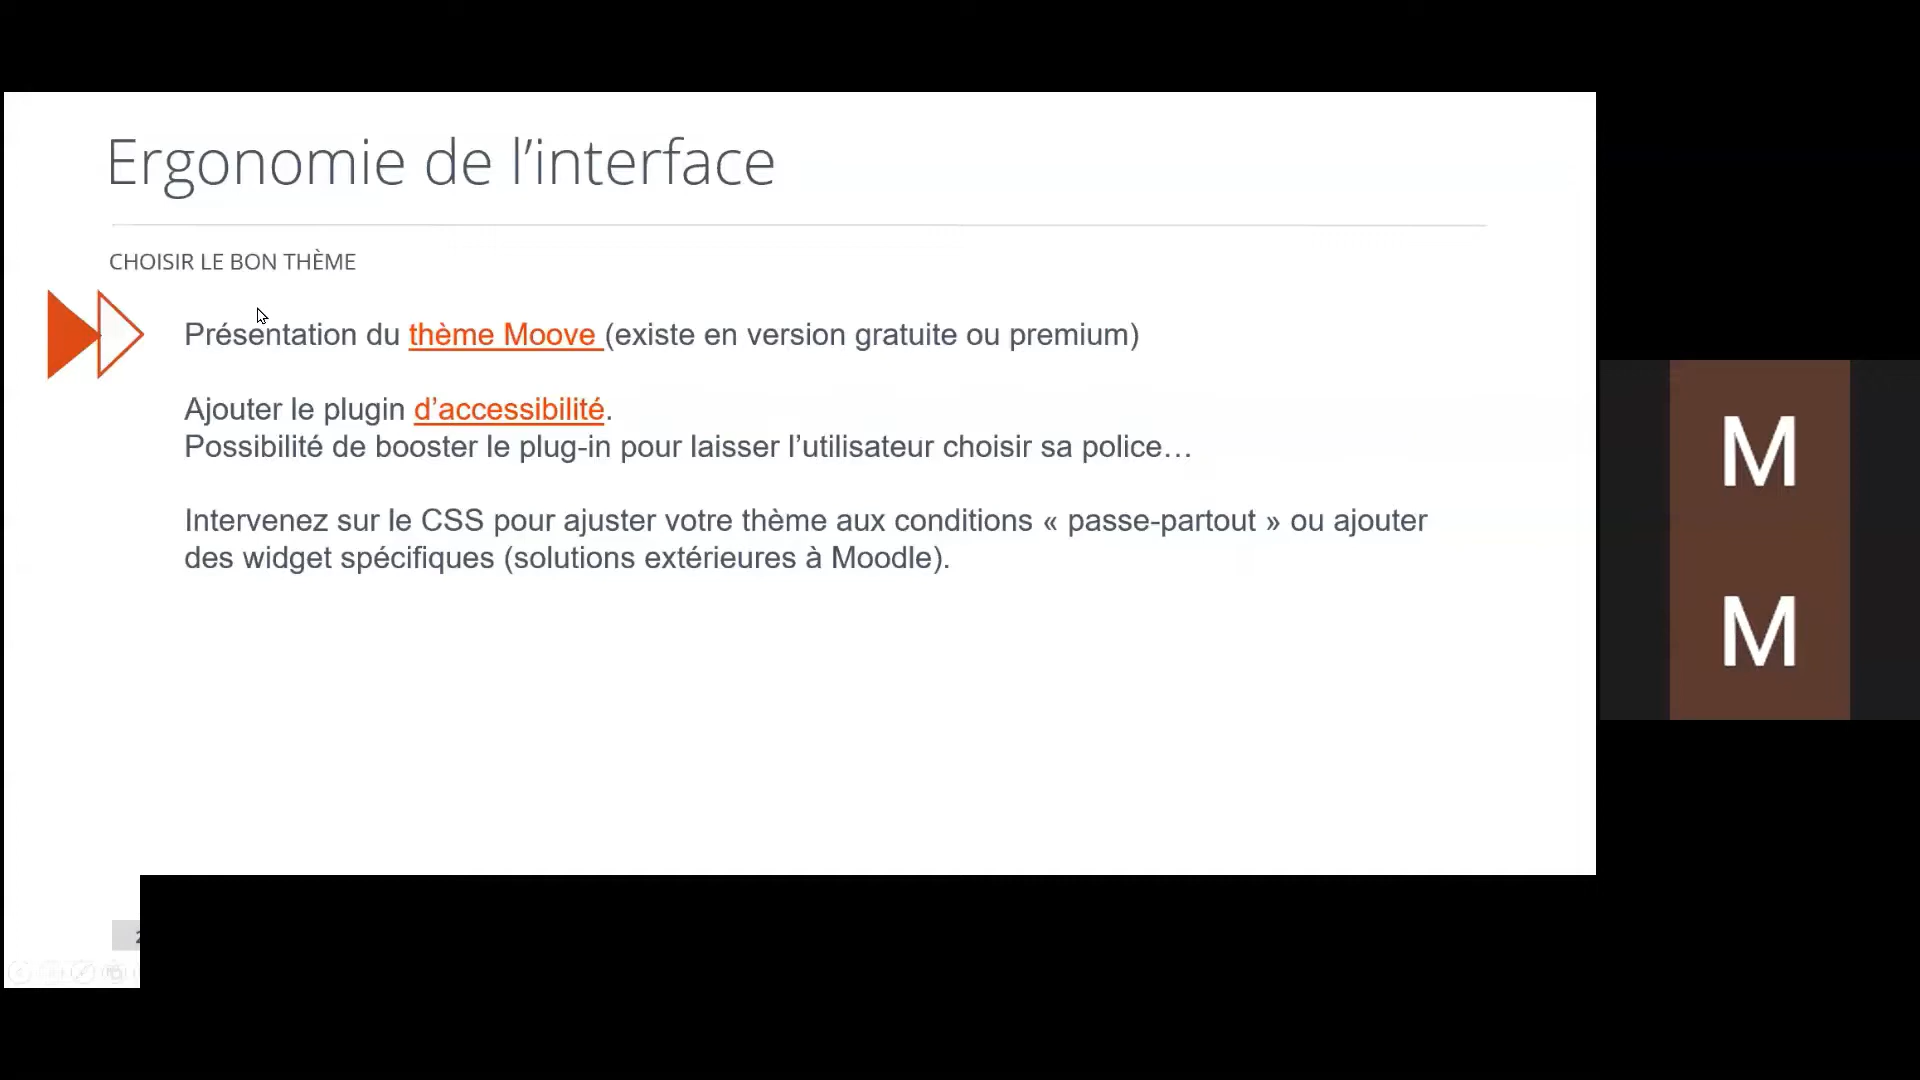 Ergonomie de l’interface
CHOISIR LE BON THÈME
Présentation du thème Moove (existe en version gratuite ou premium)
Ajouter le plugin d’accessibilité.
Possibilité de booster le plug-in pour laisser l’utilisateur choisir sa police…
Intervenez sur le CSS pour ajuster votre thème aux conditions « passe-partout » ou ajouter
des widget spécifiques (solutions extérieures à Moodle).
M
M